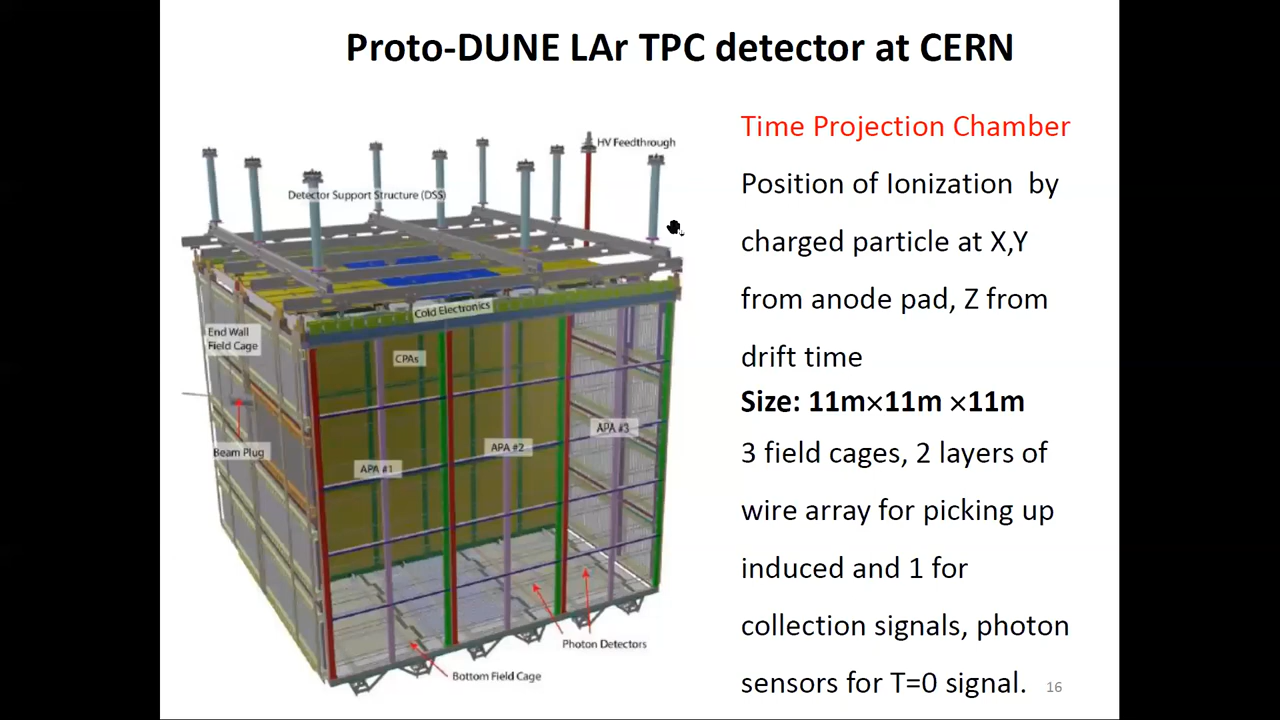 Proto-DUNE LAr TPC detector at CERN
HV Feedthrough
Detector Support Structure (DSS)
Cold Electronics
End Wall
Field Cage
CPAs
Beam Plug
APA #1
APA #2
APA #3
Photon Detectors
Bottom Field Cage
Time Projection Chamber
Position of Ionization by
charged particle at X,Y
from anode pad, Z from
drift time
Size: 11m×11m ×11m
3 field cages, 2 layers of
wire array for picking up
induced and 1 for
collection signals, photon
sensors for T=0 signal.
16